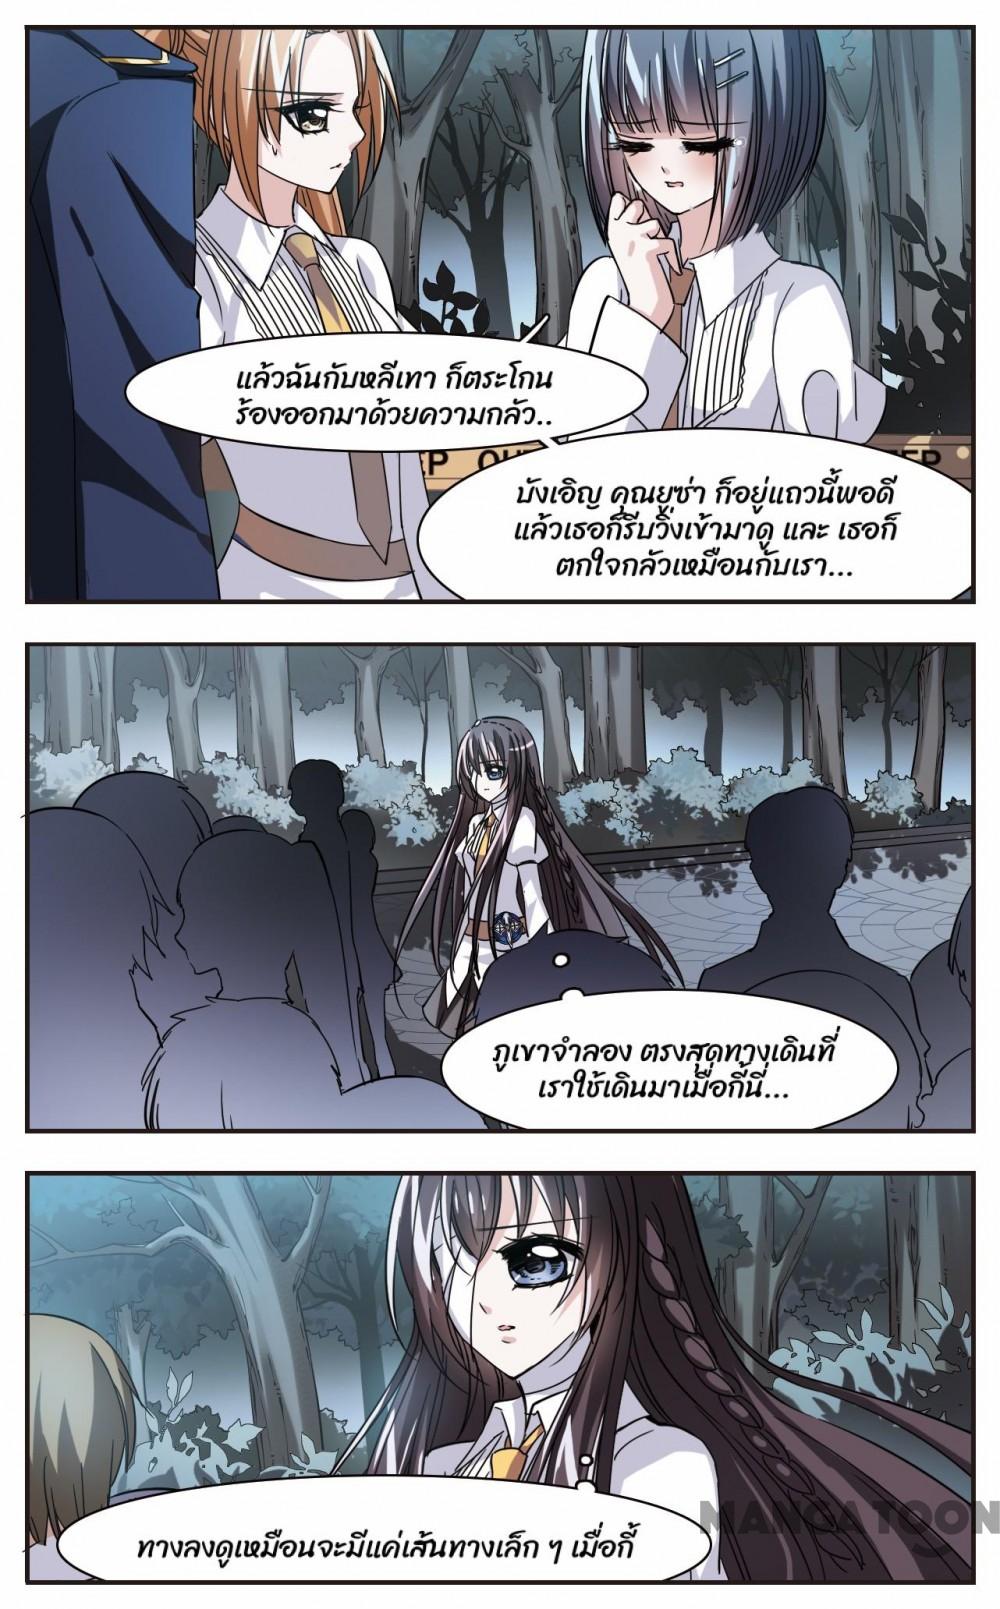 แล้วฉันกับหลีเทา ก็ตระโกน
ร้องออกมาด้วยความกลัว..
EP OUT
TEP
บังเอิญ คุณยูซ่า ก็อยู่แถวนี้พอดี
แล้วเธอก็รีบวิ่งเข้ามาดู และ เธอก็
ตกใจกลัวเหมือนกับเรา...
ภูเขาจำลอง ตรงสุดทางเดินที่
เราใช้เดินมาเมื่อกี้นี่...
MANGATOON
ทางลงดูเหมือนจะมีแค่เส้นทางเล็ก ๆ เมื่อกี้